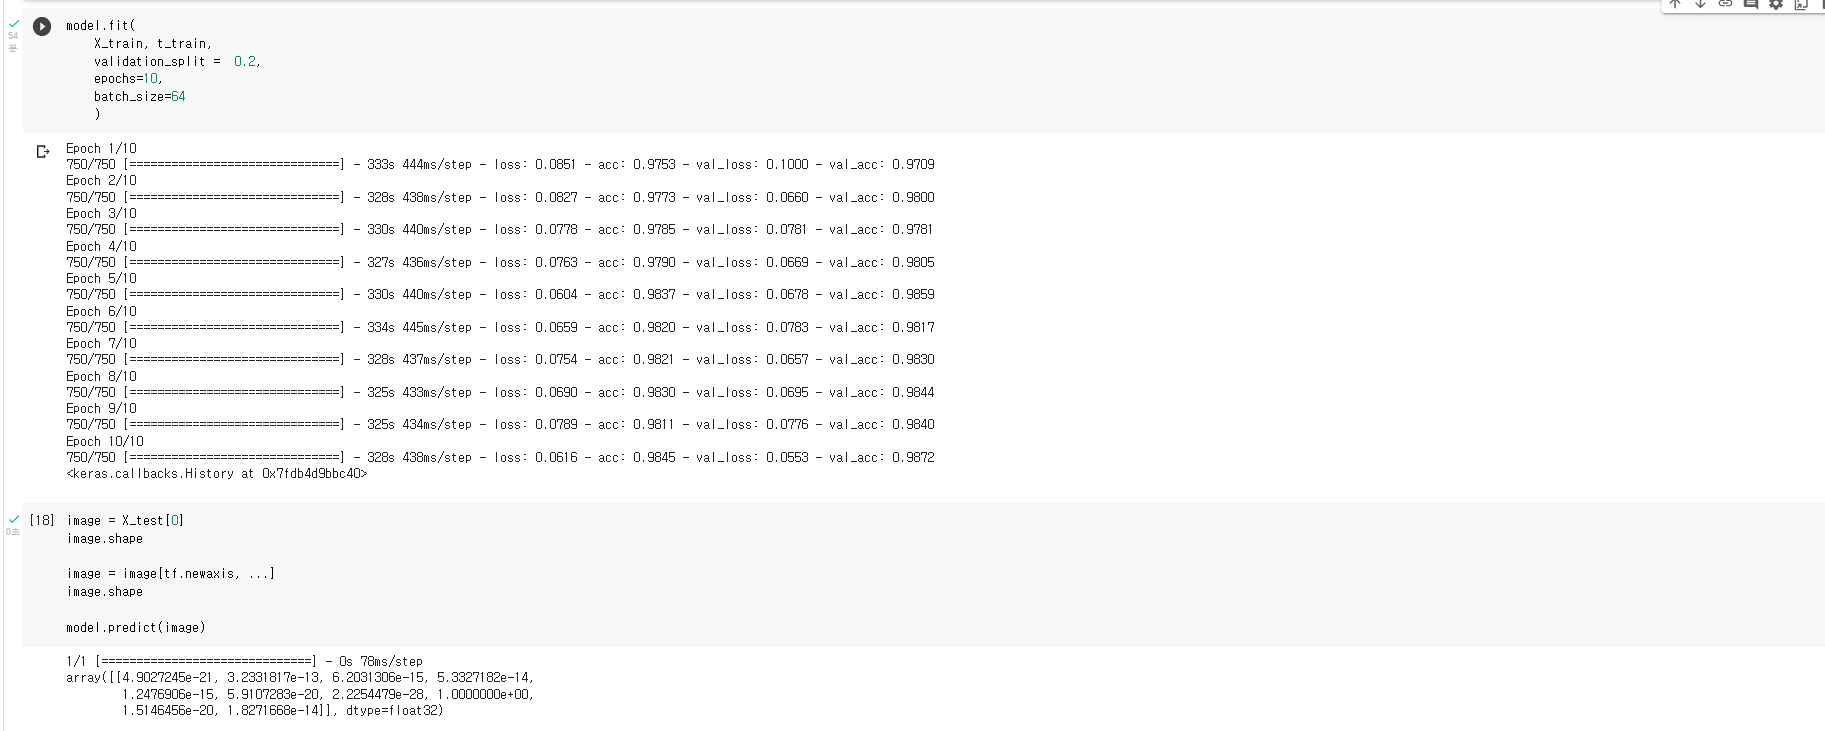 model.fit(
X_train, t_train,
validation_split =  0.2,
epochs=10,
batch_size=64
)
54
분
Epoch 1/10
750/750 [==============================] - 333s 444ms/step - loss: 0.0851 - acc: 0.9753 - val_loss: 0.1000 - val_acc: 0.9709
Epoch 2/10
750/750 [==============================] - 328s 438ms/step - loss: 0.0827 - acc: 0.9773 - val_loss: 0.0660 - val_acc: 0.9800
Epoch 3/10
750/750 [==============================] - 330s 440ms/step - loss: 0.0778 - acc: 0.9785 - val_loss: 0.0781 - val_acc: 0.9781
Epoch 4/10
750/750 [==============================] - 327s 436ms/step - loss: 0.0763 - acc: 0.9790 - val_loss: 0.0669 - val_acc: 0.9805
Epoch 5/10
750/750 [==============================] - 330s 440ms/step - loss: 0.0604 - acc: 0.9837 - val_loss: 0.0678 - val_acc: 0.9859
Epoch 6/10
750/750 [==============================] - 334s 445ms/step - loss: 0.0659 - acc: 0.9820 - val_loss: 0.0783 - val_acc: 0.9817
Epoch 7/10
750/750 [==============================] - 328s 437ms/step - loss: 0.0754 - acc: 0.9821 - val_loss: 0.0657 - val_acc: 0.9830
Epoch 8/10
750/750 [==============================] - 325s 433ms/step - loss: 0.0690 - acc: 0.9830 - val_loss: 0.0695 - val_acc: 0.9844
Epoch 9/10
750/750 [==============================] - 325s 434ms/step - loss: 0.0789 - acc: 0.9811 - val_loss: 0.0776 - val_acc: 0.9840
Epoch 10/10
750/750 [==============================] - 328s 438ms/step - loss: 0.0616 - acc: 0.9845 - val_loss: 0.0553 - val_acc: 0.9872
<keras.callbacks.History at 0x7fdb4d9bbc40>
[18] image = X_test[0]
0초
image.shape
image = image[tf.newaxis, ...]
image.shape
model.predict(image)
1/1 [==============================] - 0s 78ms/step
array([[4.9027245e-21, 3.2331817e-13, 6.2031306e-15, 5.3327182e-14,
1.2476906e-15, 5.9107283e-20, 2.2254479e-28, 1.0000000e+00,
1.5146456e-20, 1.8271668e-14]], dtype=float32)